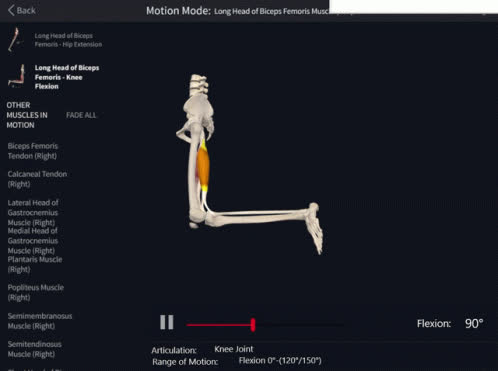 Back
Motion Mode: Long Head of Biceps Femoris Musc
Long Head of Biceps
Femoris - Hip Extension
Long Head of Biceps
Femoris - Knee
Flexion
OTHER
MUSCLES IN
MOTION
FADE ALL
Biceps Femoris
Tendon (Right)
Calcaneal Tendon
(Right)
Lateral Head of
Gastrocnemius
Muscle (Right)
Medial Head of
Gastrocnemius
Muscle (Right)
Plantaris Muscle
(Right)
Popliteus Muscle
(Right)
Semimembranosus
Muscle (Right)
Semitendinosus
Muscle (Right)
Flexion: 90°
Articulation: Knee Joint
Range of Motion: Flexion 0°-(120°/150°)